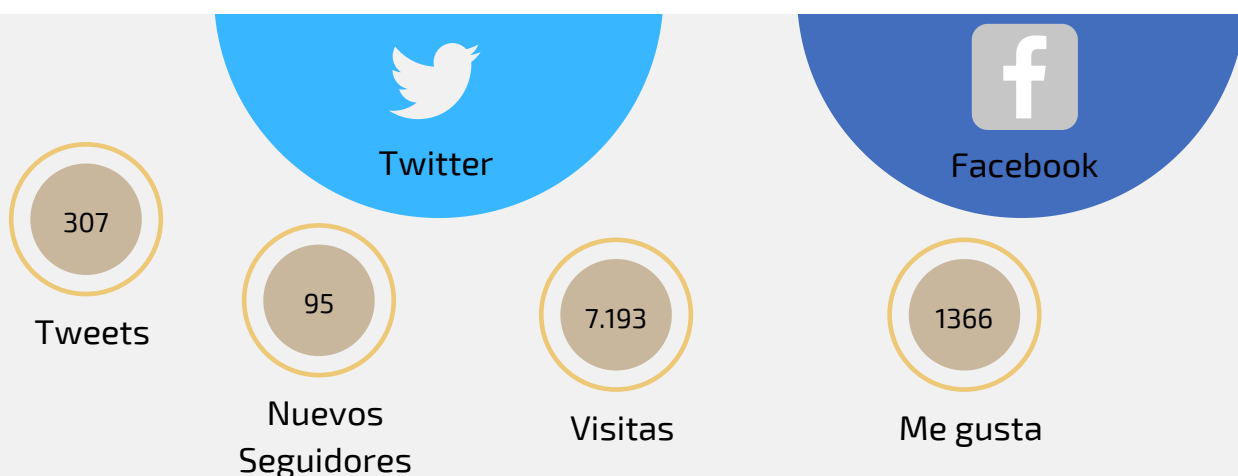 Twitter
Facebook
307
Tweets
95
Nuevos
Seguidores
7.193
Visitas
1366
Me gusta